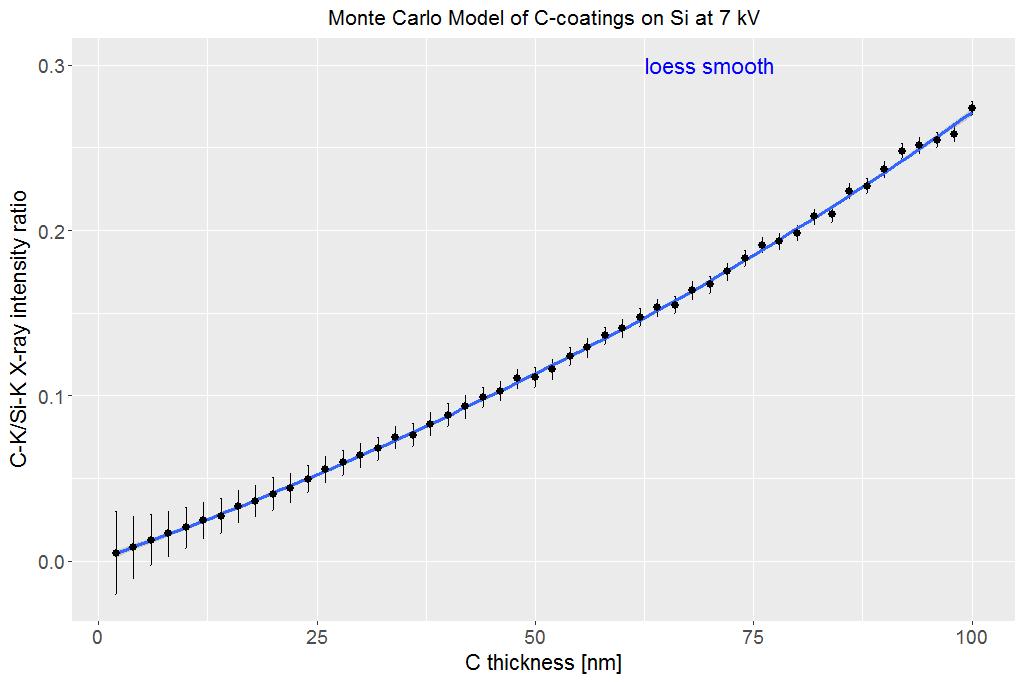 Monte Carlo Model of C-coatings on Si at 7 kV
loess smooth
C-K/Si-K X-ray intensity ratio
0.3
0.2
0.1
0.0
0
25
50
75
100
C thickness [nm]